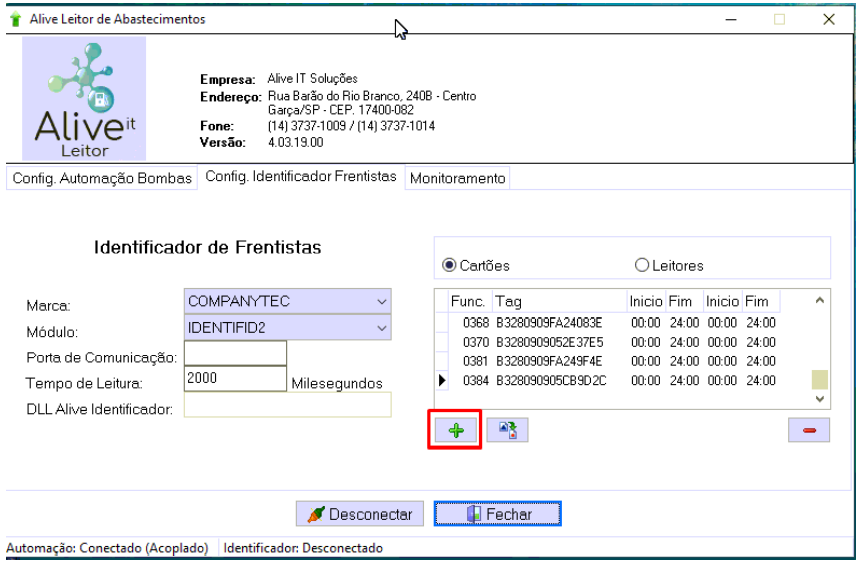 Alive Leitor de Abastecimentos
Aliveit
Leitor
Empresa: Alive IT Soluções
Endereço: Rua Barão do Rio Branco, 240B - Centro
Garça/SP - CEP. 17400-082
Fone: (14) 3737-1009 / (14) 3737-1014
Versão: 4.03.19.00
Config. Automação Bombas Config. Identificador Frentistas Monitoramento
Identificador de Frentistas
Marca: COMPANYTEC
Módulo: IDENTIFID2
Porta de Comunicação:
Tempo de Leitura: 2000 Milesegundos
DLL Alive Identificador:
Cartões Leitores
Func. Tag Inicio Fim Inicio Fim
0368 B3280909FA24083E 00:00 24:00 00:00 24:00
0370 B3280909052E37E5 00:00 24:00 00:00 24:00
0381 B3280909FA249F4E 00:00 24:00 00:00 24:00
0384 B328090905CB9D2C 00:00 24:00 00:00 24:00
Desconectar Fechar
Automação: Conectado (Acoplado) Identificador: Desconectado